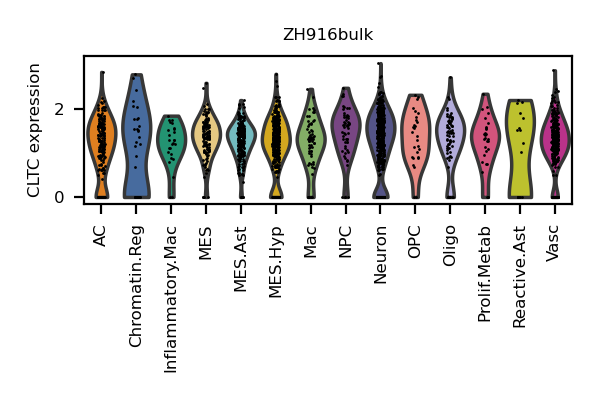 ZH916bulk
CLTC expression
2
0
AC
Chromatin.Reg
Inflammatory.Mac
MES
MES.Ast
MES.Hyp
Mac
NPC
Neuron
OPC
Oligo
Prolif.Metab
Reactive.Ast
Vasc